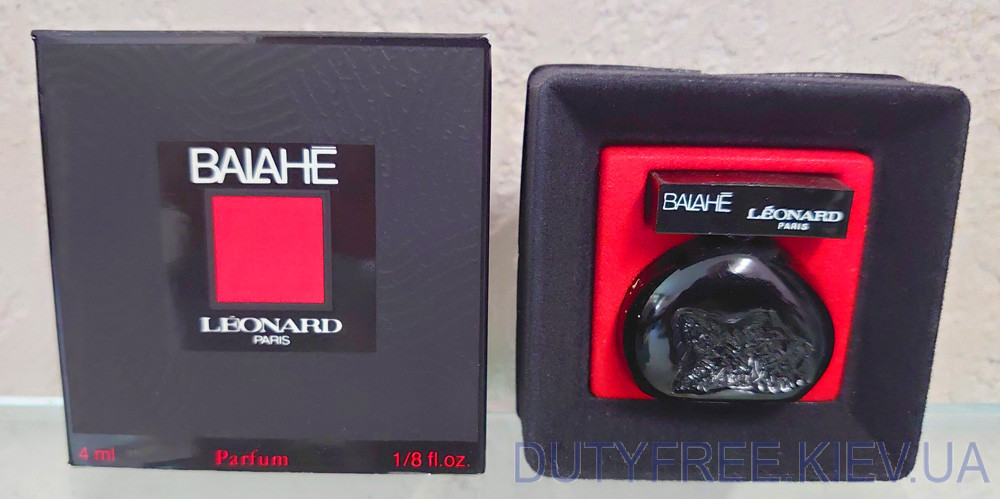 BALAHÉ
LÉONARD
PARIS
4 ml Parfum 1/8 fl.oz.
BALAHÉ LÉONARD
PARIS
DUTYFREE.KIEV.UA